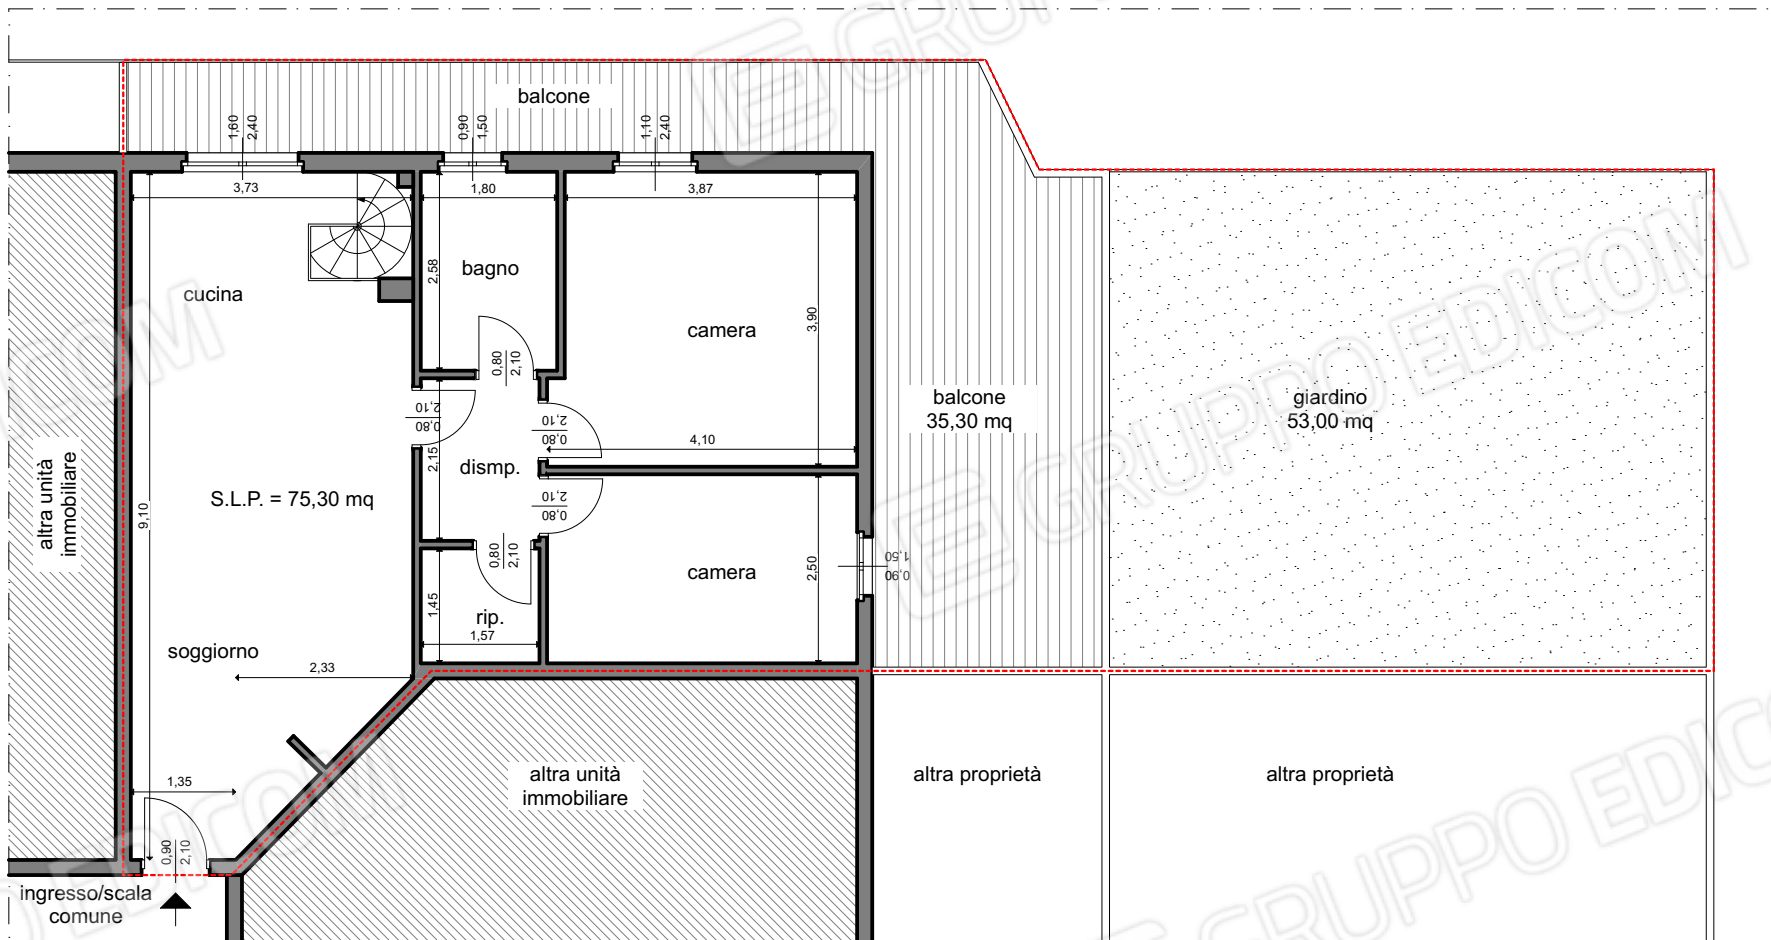 GRUPPO EDICOM
balcone
1,60
2,40
0,90
1,50
1,10
2,40
3,73
1,80
3,87
2,58
bagno
cucina
camera
3,90
0,80
2,10
balcone
35,30 mq
giardino
53,00 mq
0,80
2,10
0,80
2,10
4,10
2,15
dismp.
altra unità
immobiliare
9,10
S.L.P. = 75,30 mq
0,80
2,10
0,80
2,10
camera
2,50
0,90
1,50
1,45
rip.
1,57
soggiorno
2,33
1,35
altra unità
immobiliare
altra proprietà
altra proprietà
0,90
2,10
ingresso/scala
comune
GRUPPO EDICOM
GRUPPO EDICOM
EDICOM